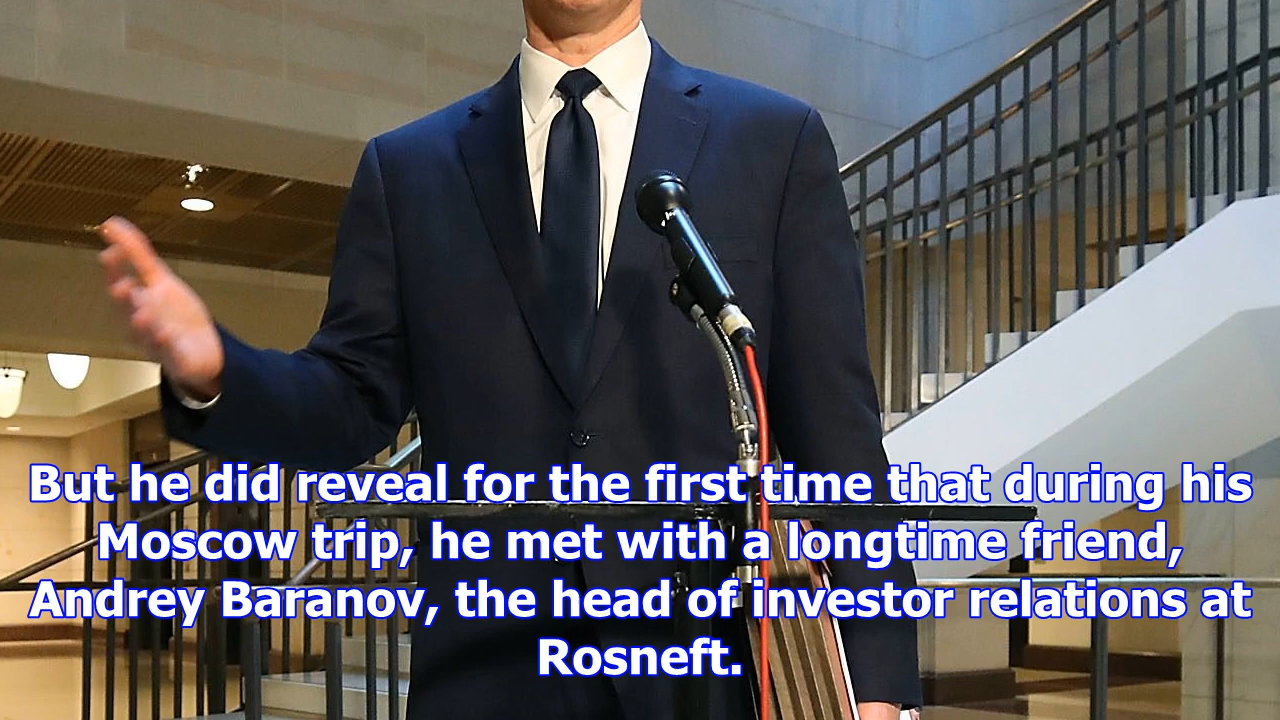 But he did reveal for the first time that during his
Moscow trip, he met with a longtime friend,
Andrey Baranov, the head of investor relations at
Rosneft.